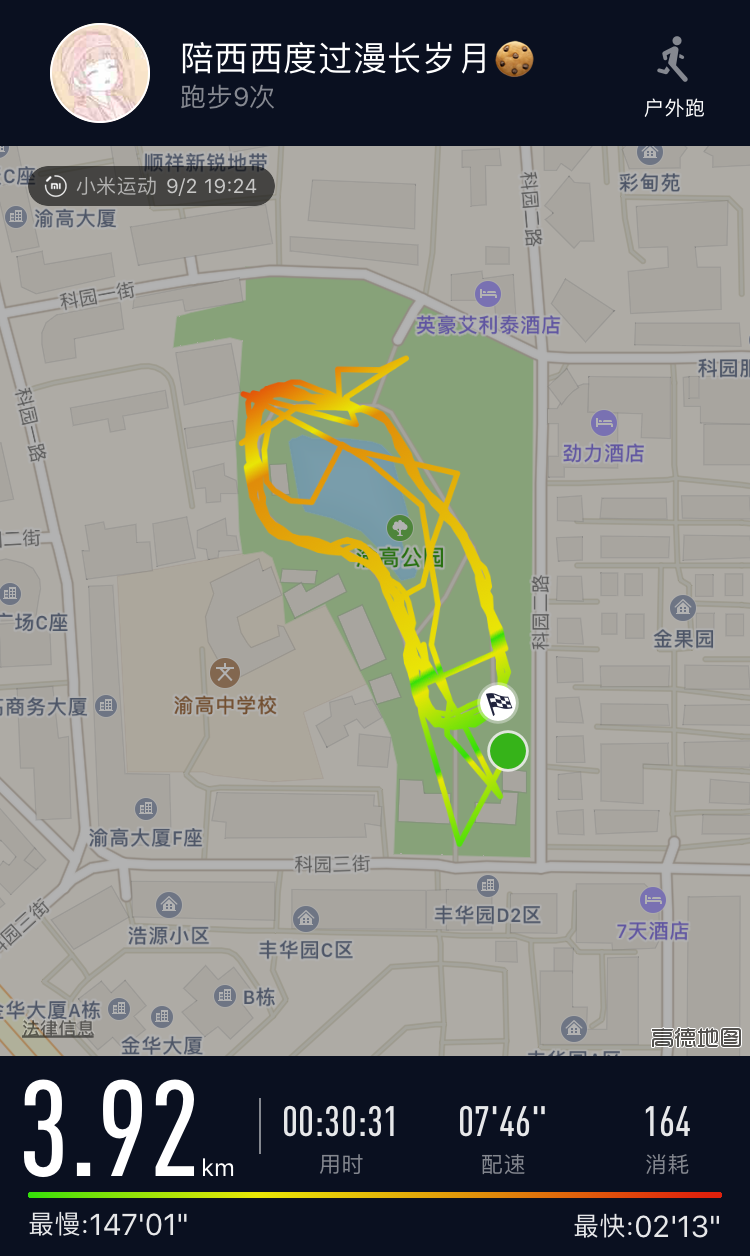 陪西西度过漫长岁月🍪
跑步9次
户外跑
顺祥新锐地带
C座
小米运动 9/2 19:24
彩甸苑
渝高大厦
科园二路
科园一街
英豪艾利泰酒店
科园服
科园一路
劲力酒店
二街
渝高公园
科园二路
广场C座
金果园
渝高中学校
商务大厦
渝高大厦F座
科园三街
丰华园D2区
科园三街
浩源小区
丰华园C区
7天酒店
B栋
金华大厦A栋
法律信息
金华大厦
高德地图
3.92km
00:30:31
07'46"
164
用时
配速
消耗
最慢:147'01"
最快:02'13"